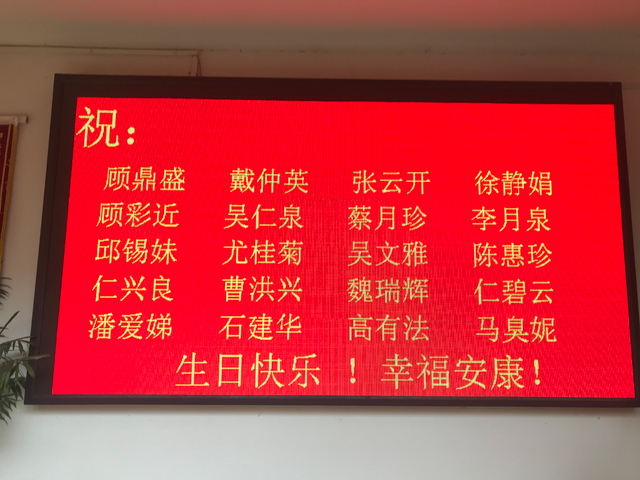 祝：
顾鼎盛 戴仲英 张云开 徐静娟
顾彩近 吴仁泉 蔡月珍 李月泉
邱锡妹 尤桂菊 吴文雅 陈惠珍
仁兴良 曹洪兴 魏瑞辉 仁碧云
潘爱娣 石建华 高有法 马臭妮
生日快乐 ！幸福安康！